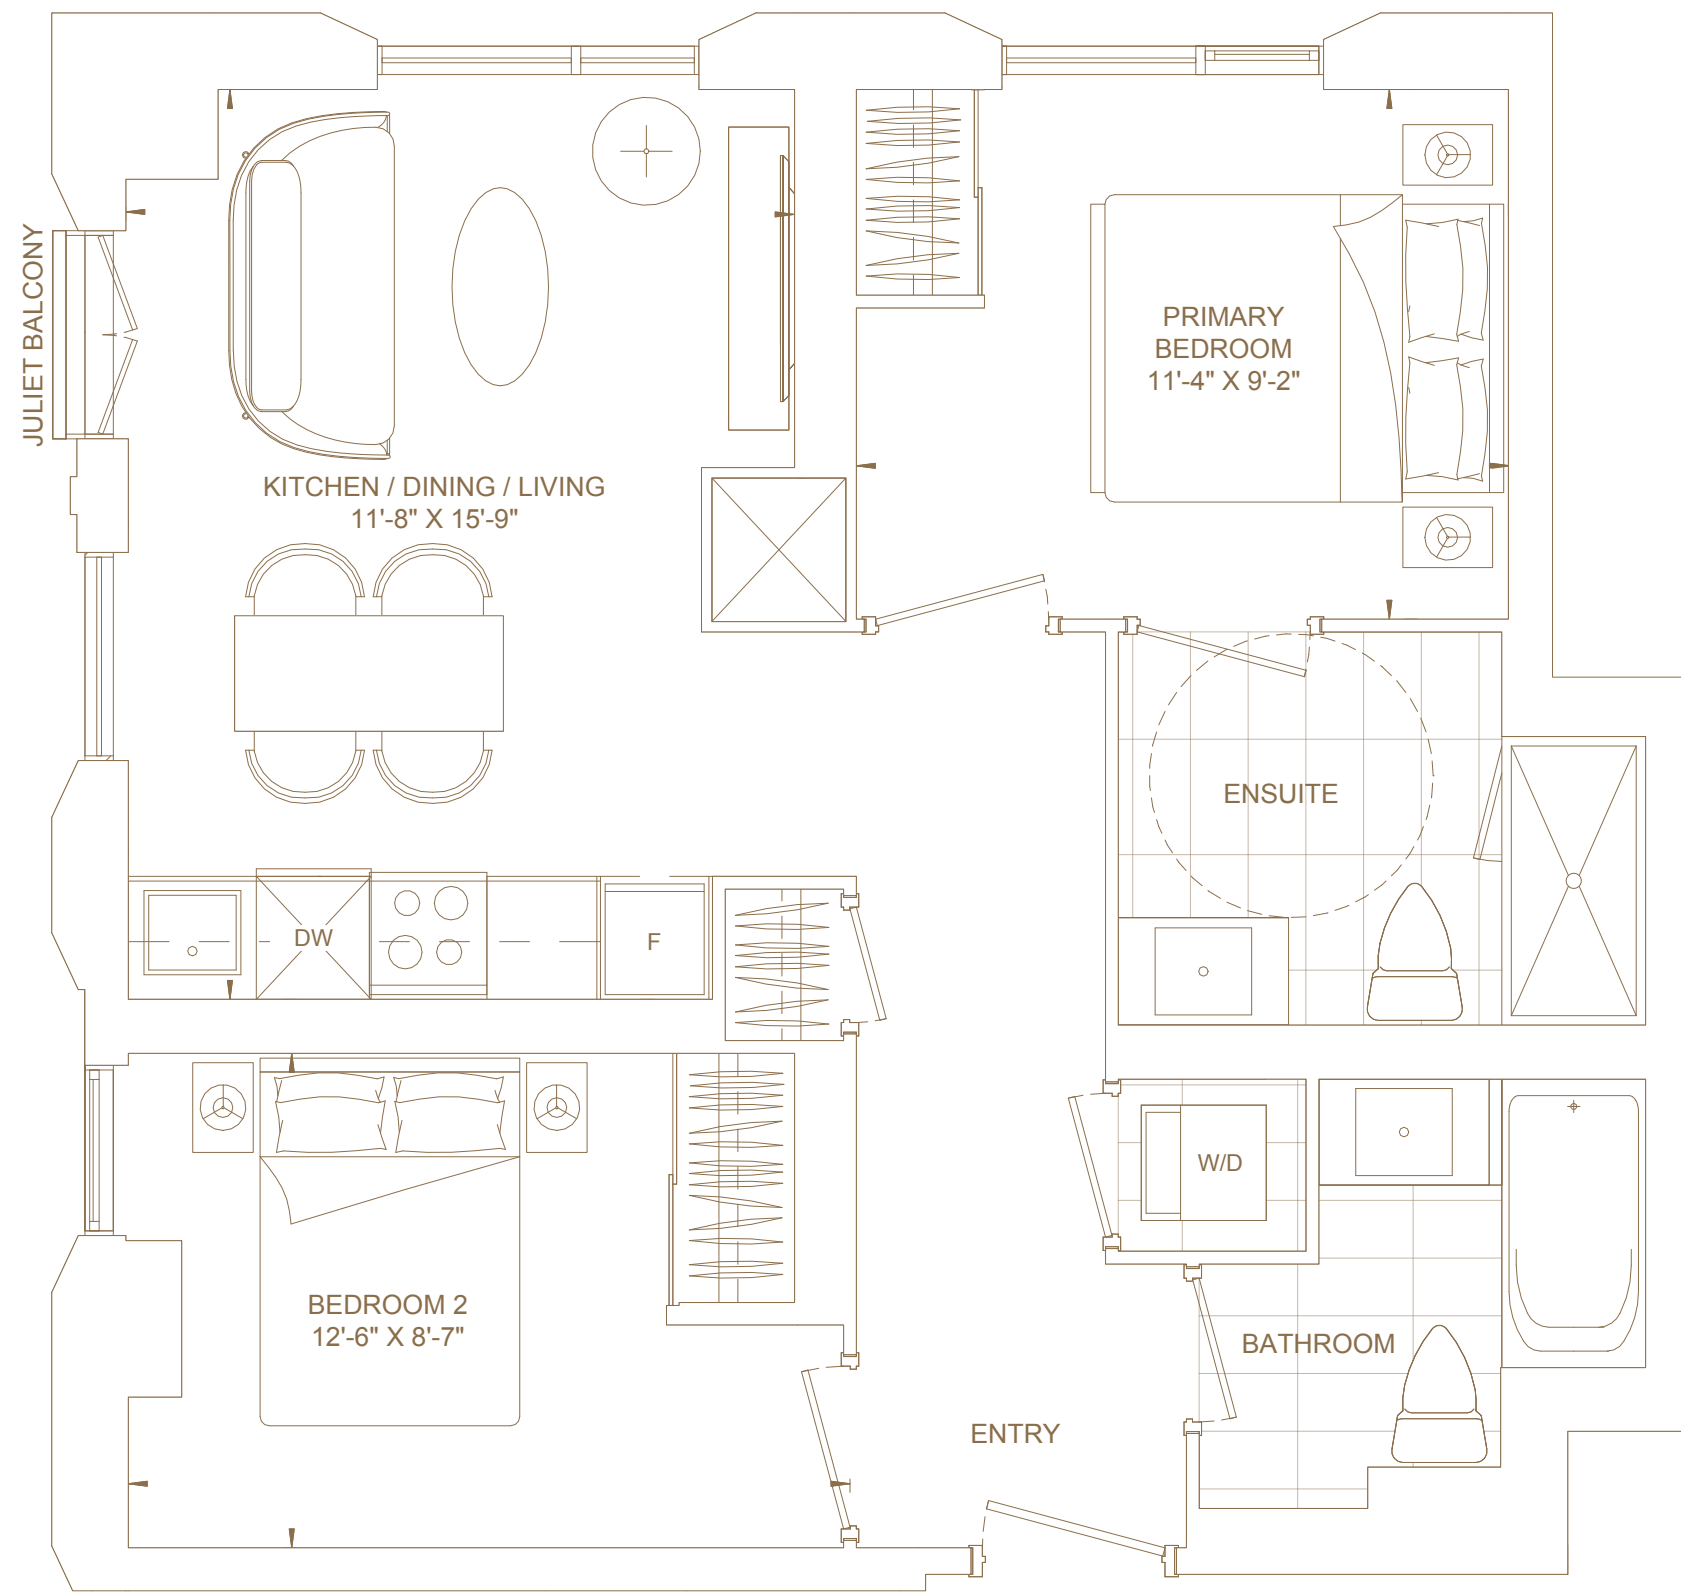 JULIET BALCONY
KITCHEN / DINING / LIVING
11'-8" X 15'-9"
PRIMARY
BEDROOM
11'-4" X 9'-2"
ENSUITE
DW
F
W/D
BEDROOM 2
12'-6" X 8'-7"
BATHROOM
ENTRY